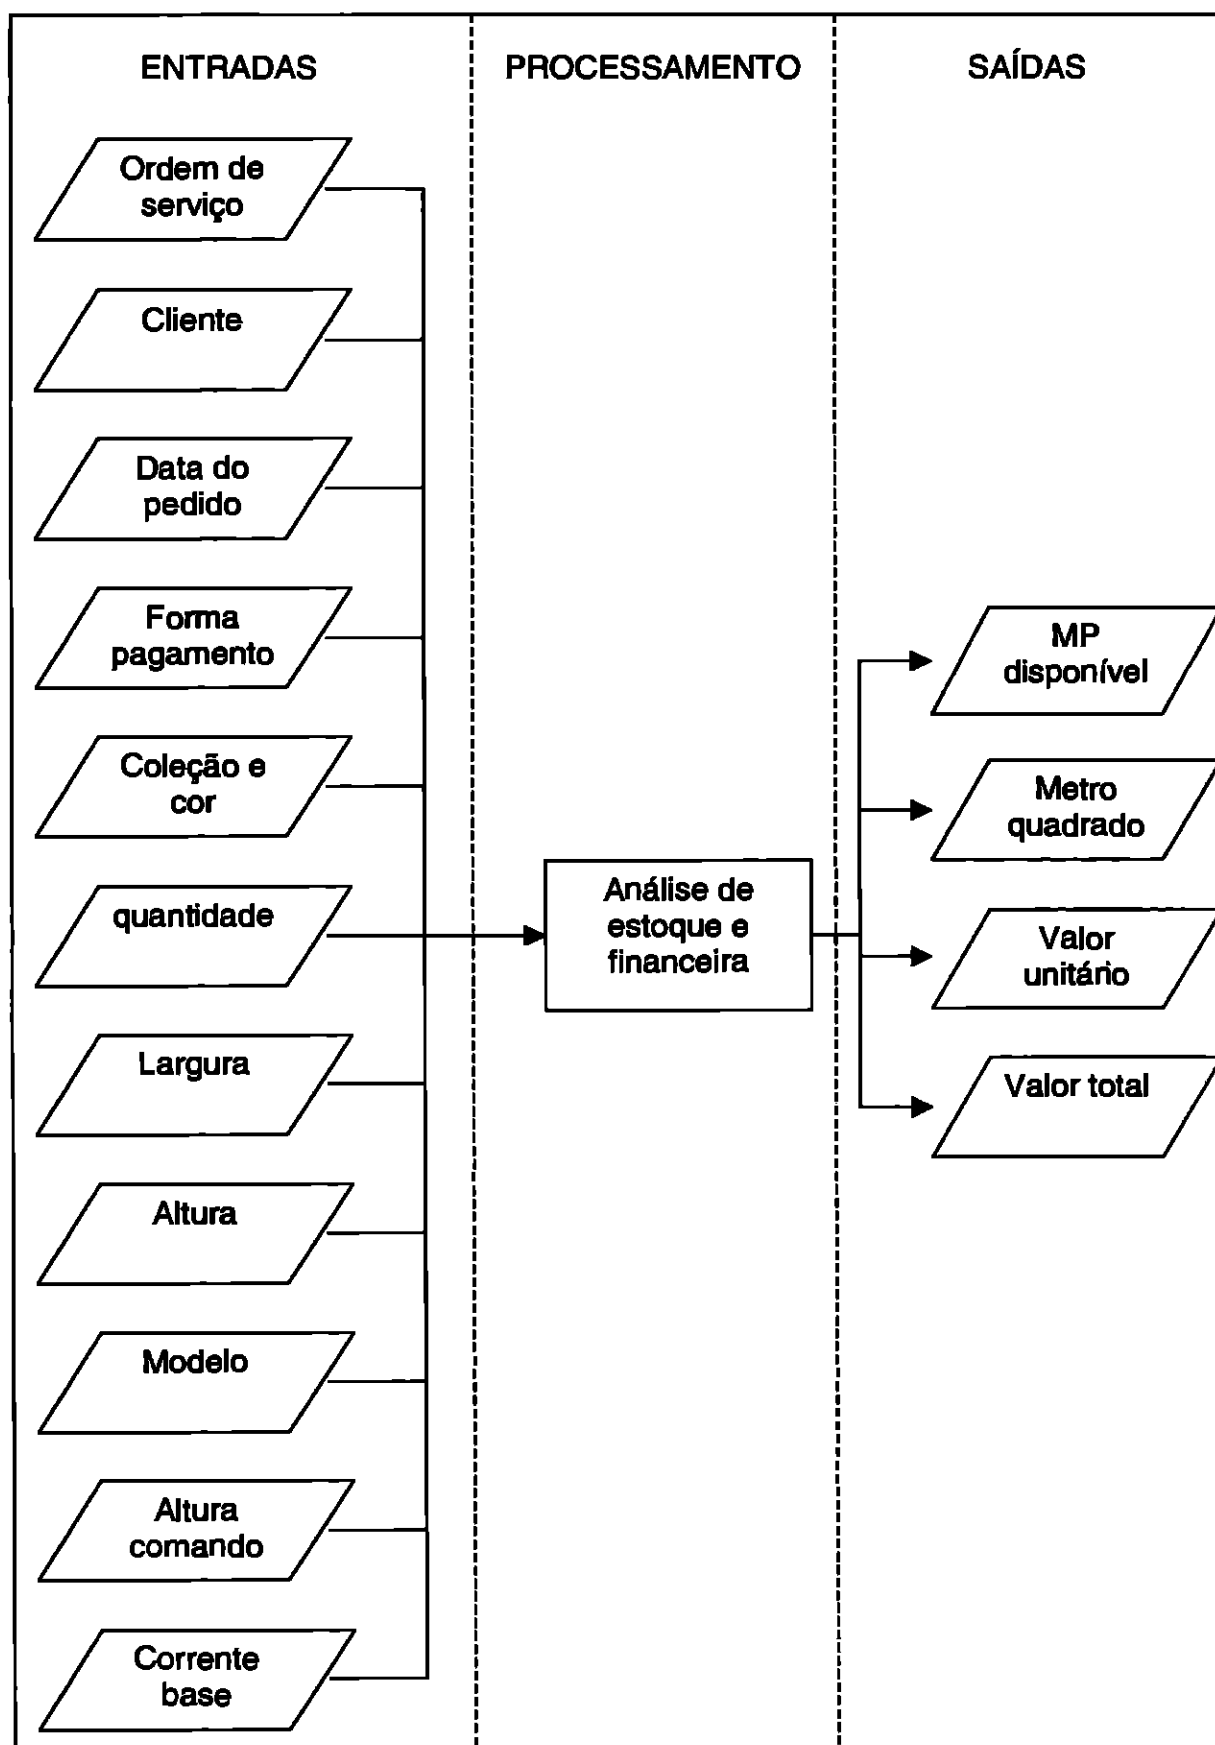 ENTRADAS
PROCESSAMENTO
SAÍDAS
Ordem de
serviço
Cliente
Data do
pedido
Forma
pagamento
Coleção e
cor
quantidade
Largura
Altura
Modelo
Altura
comando
Corrente
base
Análise de
estoque e
financeira
MP
disponível
Metro
quadrado
Valor
unitário
Valor total